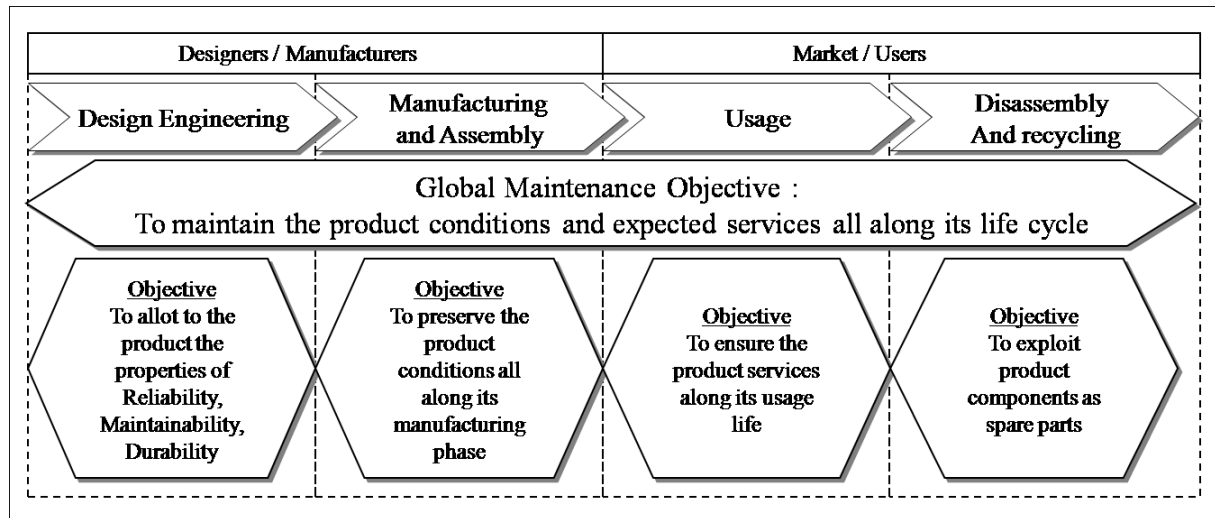 Designers / Manufacturers
Market / Users
Design Engineering
Manufacturing
and Assembly
Usage
Disassembly
And recycling
Global Maintenance Objective :
To maintain the product conditions and expected services all along its life cycle
Objective
To allot to the
product the
properties of
Reliability,
Maintainability,
Durability
Objective
To preserve the
product
conditions all
along its
manufacturing
phase
Objective
To ensure the
product services
along its usage
life
Objective
To exploit
product
components as
spare parts